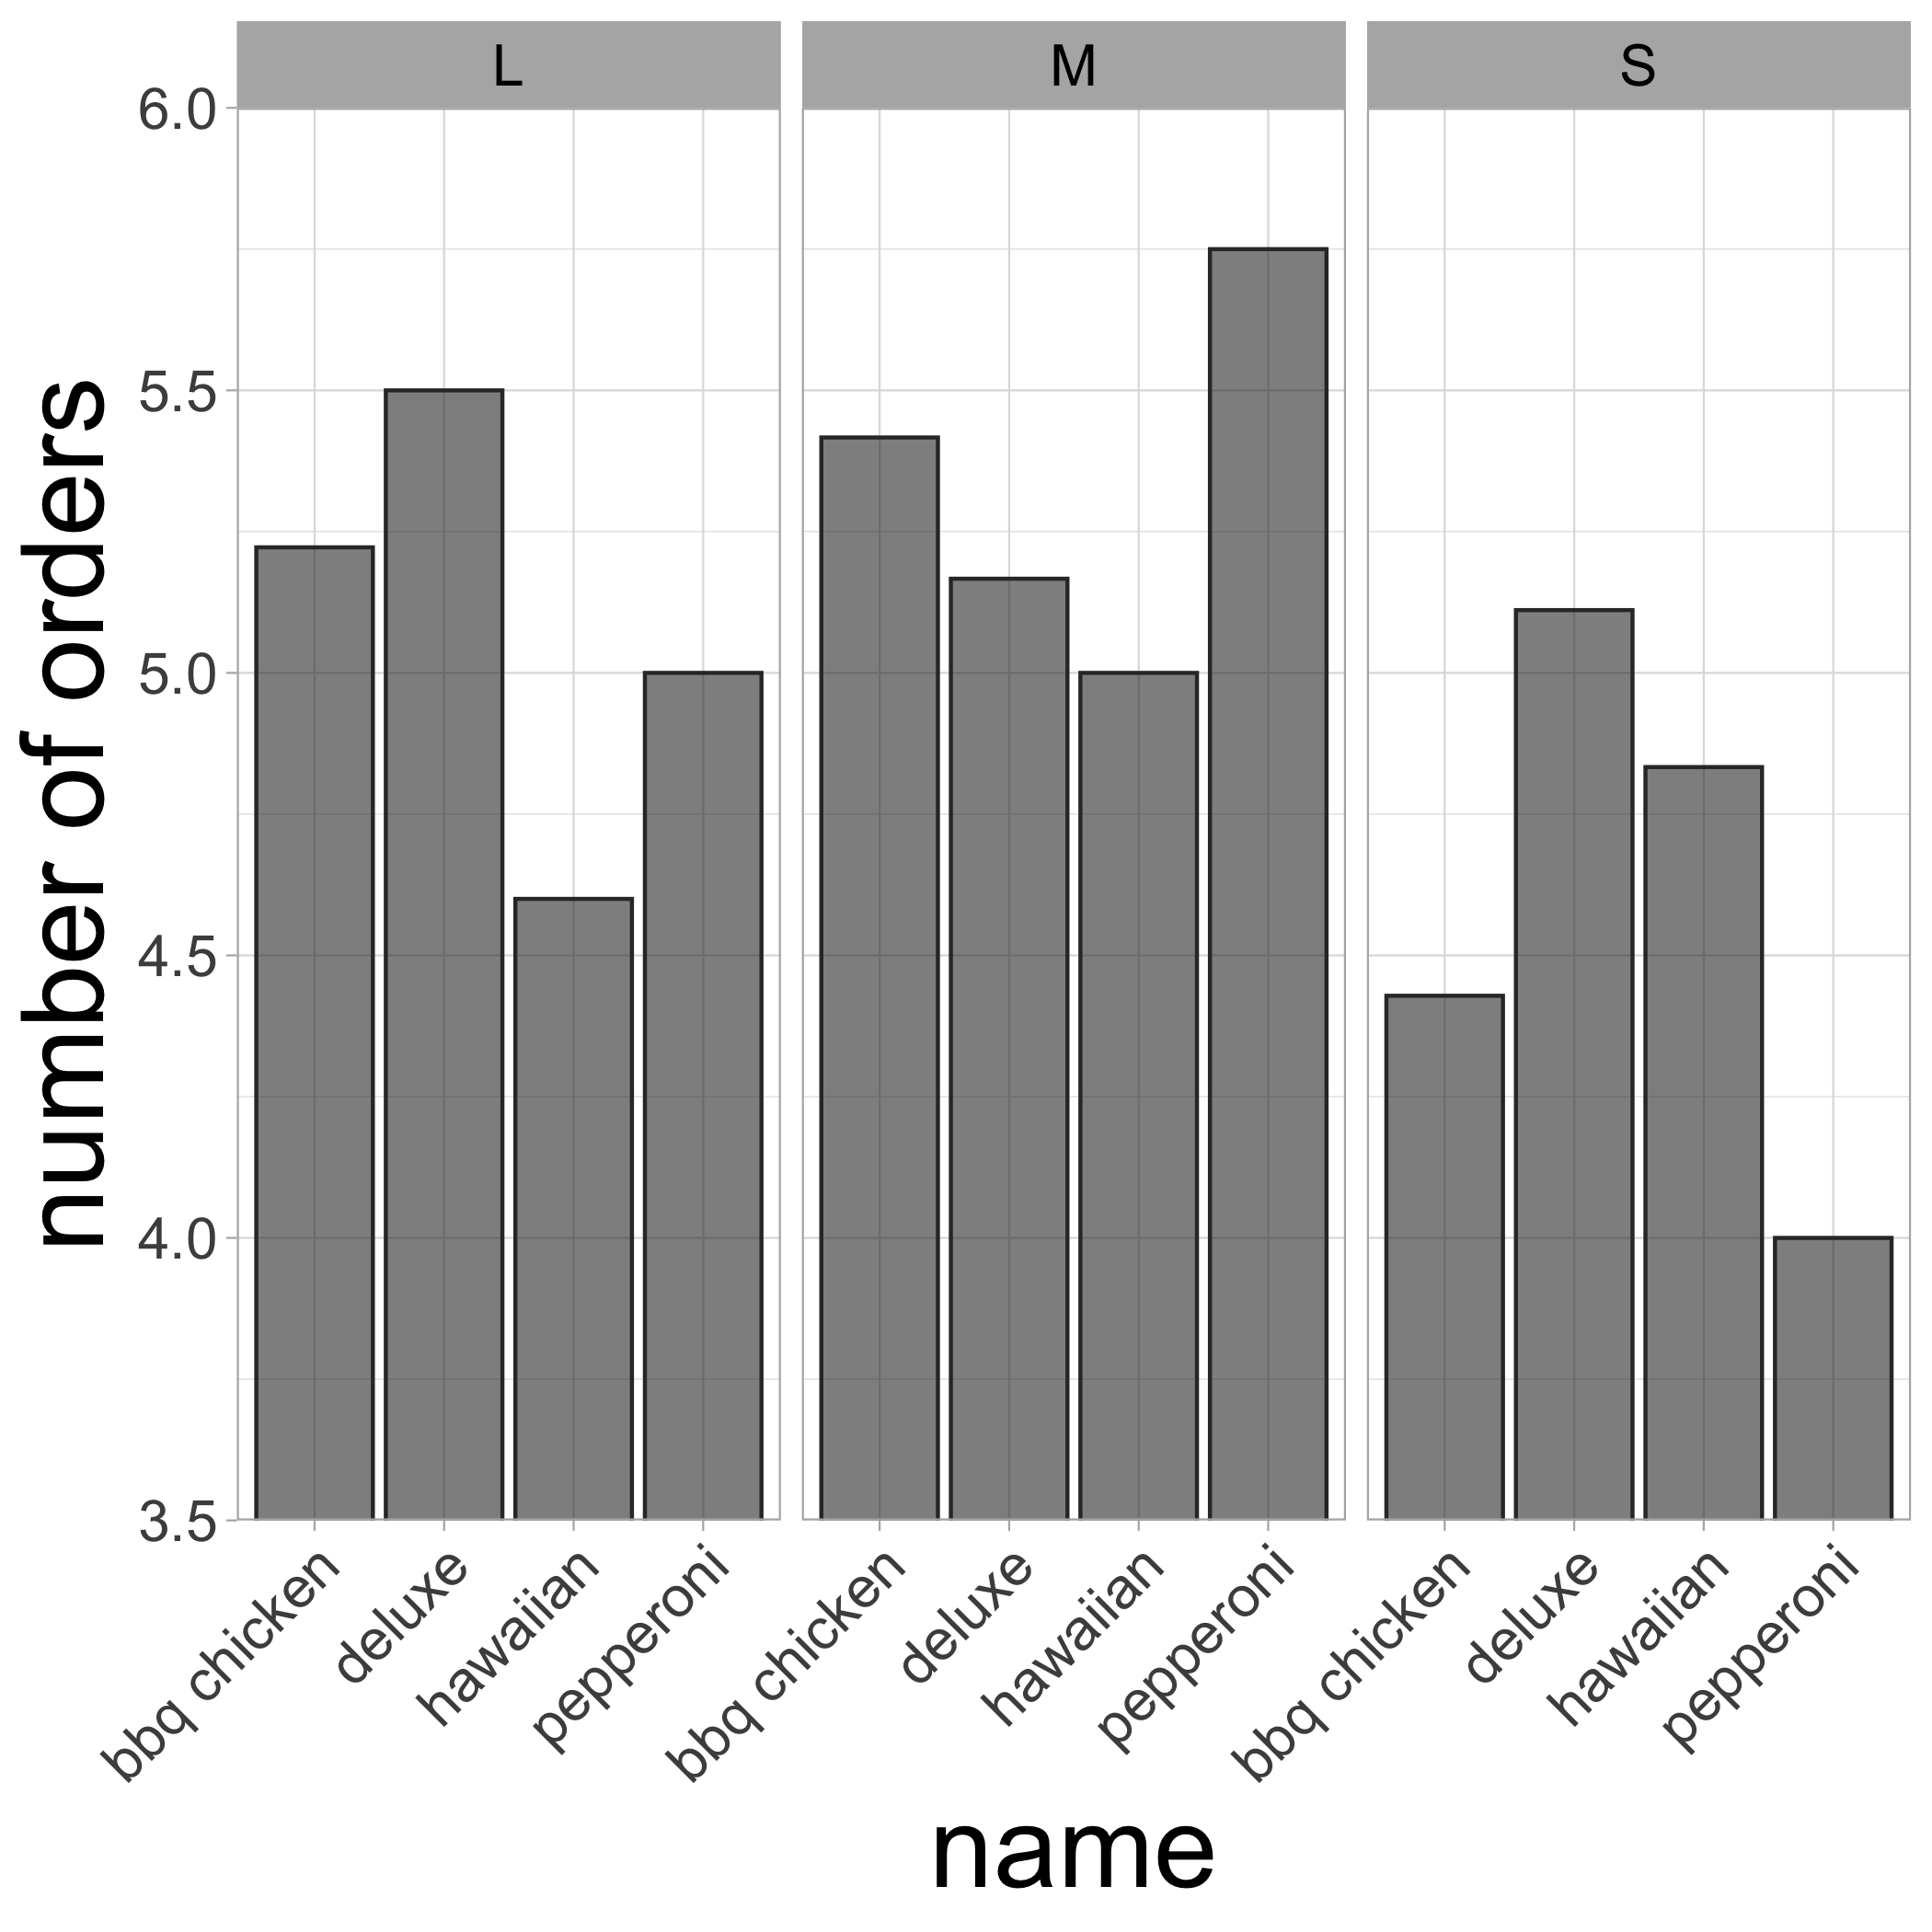 L M S
6.0
5.5
5.0
4.5
4.0
3.5
number of orders
bbq chicken deluxe hawaiian pepperoni bbq chicken deluxe hawaiian pepperoni bbq chicken deluxe hawaiian pepperoni
name